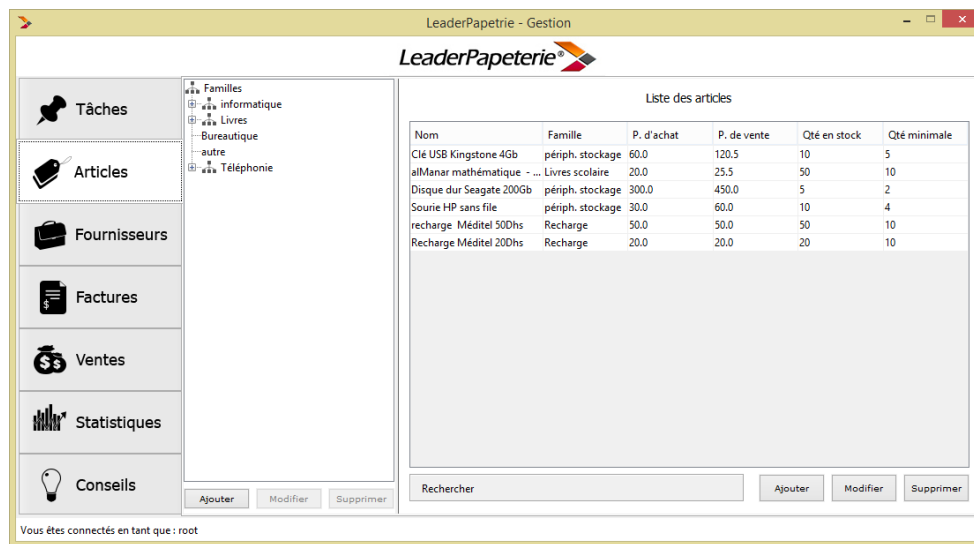 LeaderPapetrie - Gestion
LeaderPapeterie®
Tâches
Articles
Fournisseurs
Factures
Ventes
Statistiques
Conseils
Familles
informatique
Livres
Bureautique
autre
Téléphonie
Ajouter Modifier Supprimer
Liste des articles
Nom Famille P. d'achat P. de vente Qté en stock Qté minimale
Clé USB Kingstone 4Gb périph. stockage 60.0 120.5 10 5
alManar mathématique - ... Livres scolaire 20.0 25.5 50 10
Disque dur Seagate 200Gb périph. stockage 300.0 450.0 5 2
Sourie HP sans file périph. stockage 30.0 60.0 10 4
recharge Méditel 50Dhs Recharge 50.0 50.0 50 10
Recharge Méditel 20Dhs Recharge 20.0 20.0 20 10
Rechercher Ajouter Modifier Supprimer
Vous êtes connectés en tant que : root